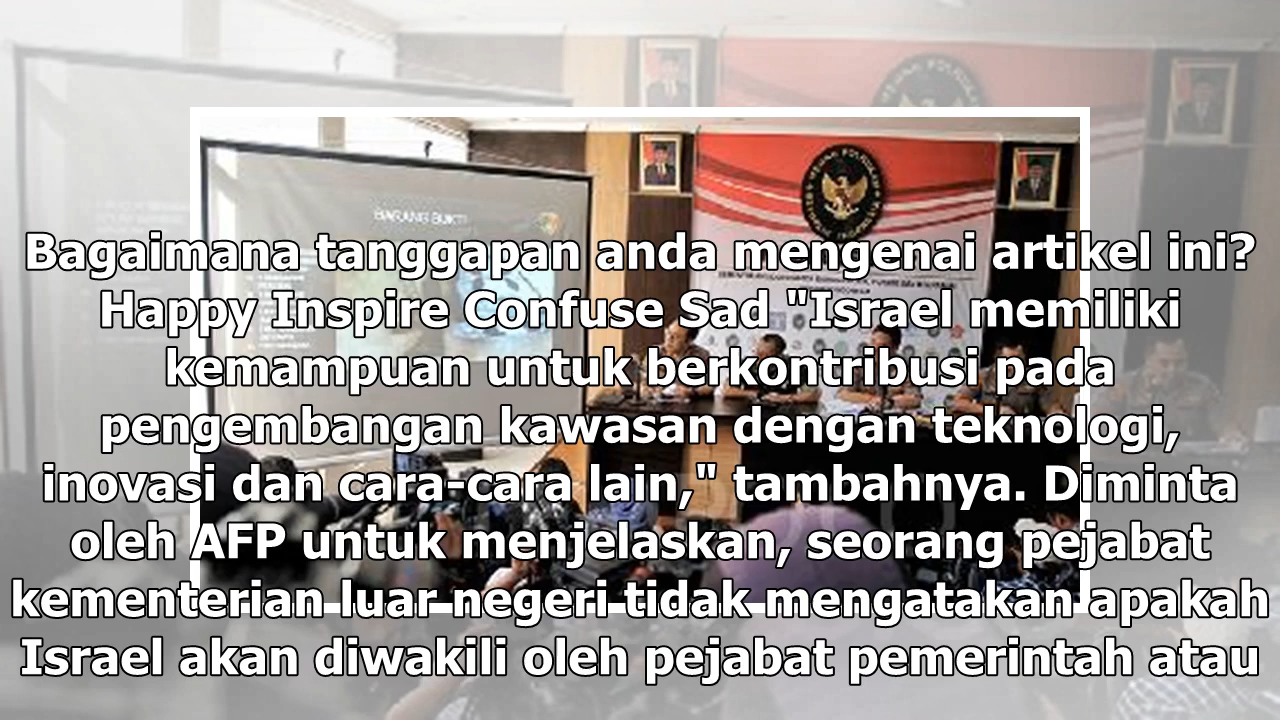 BARANG BUKTI
Bagaimana tanggapan anda mengenai artikel ini?
Happy Inspire Confuse Sad "Israel memiliki
kemampuan untuk berkontribusi pada
pengembangan kawasan dengan teknologi,
inovasi dan cara-cara lain," tambahnya. Diminta
oleh AFP untuk menjelaskan, seorang pejabat
kementerian luar negeri tidak mengatakan apakah
Israel akan diwakili oleh pejabat pemerintah atau